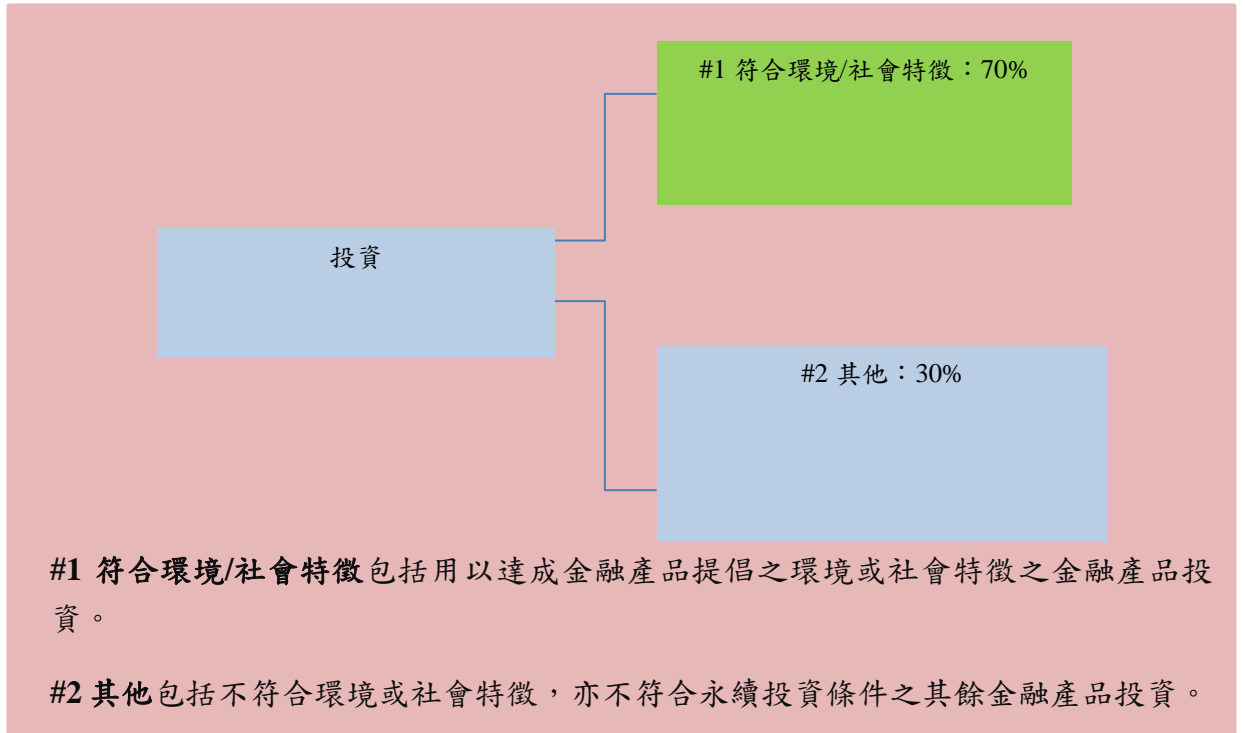 #1 符合環境/社會特徵：70%
投資
#2 其他：30%
#1 符合環境/社會特徵包括用以達成金融產品提倡之環境或社會特徵之金融產品投
資。
#2 其他包括不符合環境或社會特徵，亦不符合永續投資條件之其餘金融產品投資。